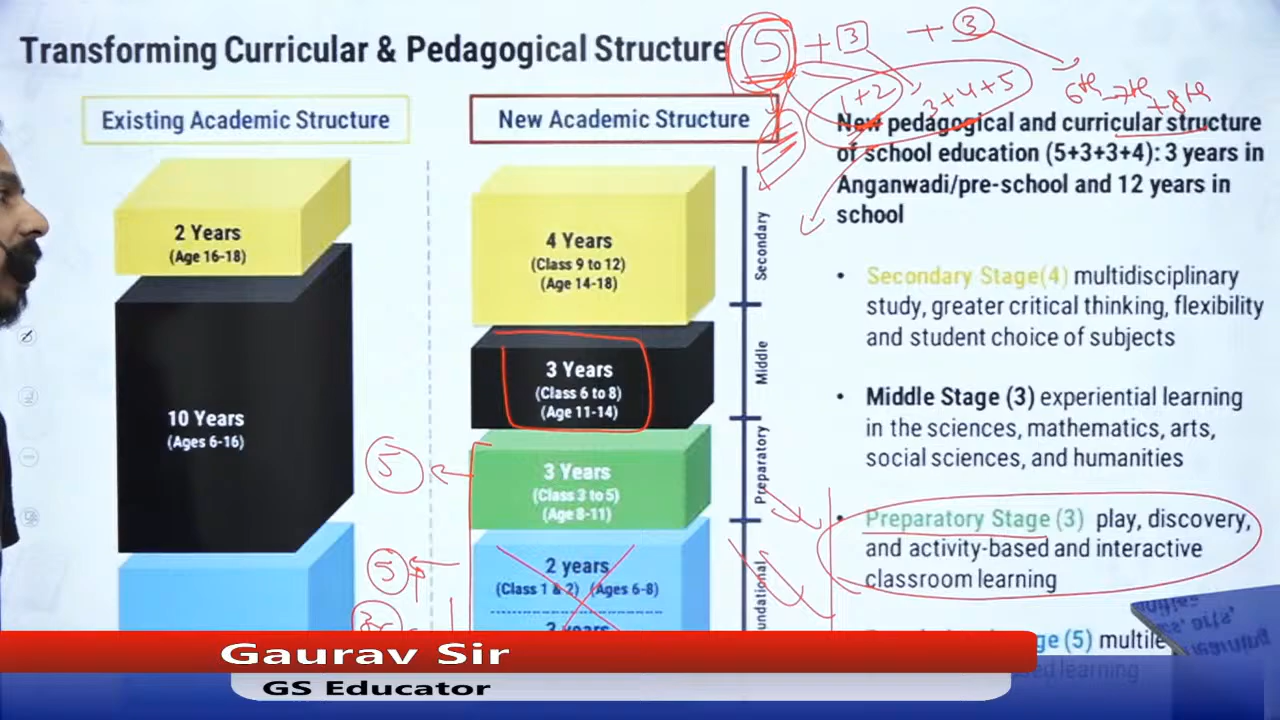 Transforming Curricular & Pedagogical Structure
5 + 3 + 3
1+2
3+4+5
6th 7th + 8th
Existing Academic Structure
New Academic Structure
2 Years
(Age 16-18)
10 Years
(Ages 6-16)
4 Years
(Class 9 to 12)
(Age 14-18)
3 Years
(Class 6 to 8)
(Age 11-14)
3 Years
(Class 3 to 5)
(Age 8-11)
2 years
(Class 1 & 2) (Ages 6-8)
Secondary
Middle
Preparatory
5
5
New pedagogical and curricular structure
of school education (5+3+3+4): 3 years in
Anganwadi/pre-school and 12 years in
school
• Secondary Stage(4) multidisciplinary
study, greater critical thinking, flexibility
and student choice of subjects
• Middle Stage (3) experiential learning
in the sciences, mathematics, arts,
social sciences, and humanities
• Preparatory Stage (3) play, discovery,
and activity-based and interactive
classroom learning
(5)
learning
Gaurav Sir
GS Educator